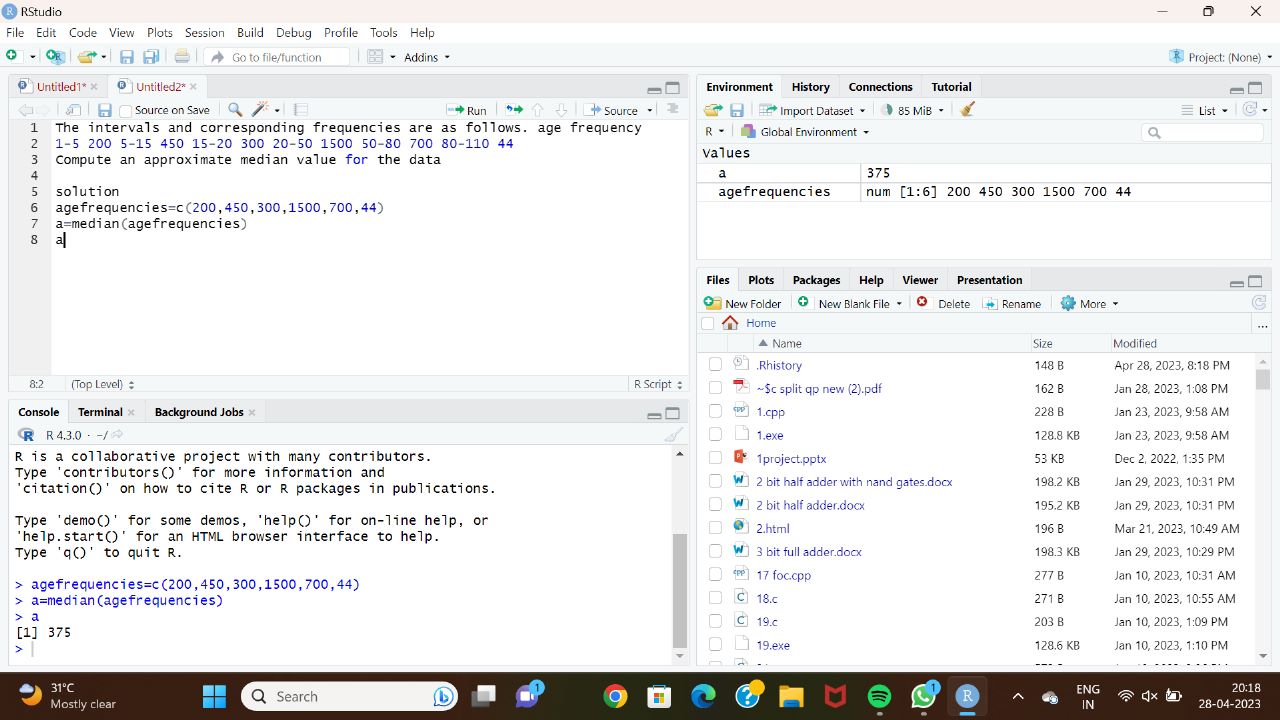 RStudio
File Edit Code View Plots Session Build Debug Profile Tools Help
Go to file/function Addins Project: (None)
Untitled1* Untitled2*
Source on Save Run Source
1 The intervals and corresponding frequencies are as follows. age frequency
2 1-5 200 5-15 450 15-20 300 20-50 1500 50-80 700 80-110 44
3 Compute an approximate median value for the data
4
5 solution
6 agefrequencies=c(200,450,300,1500,700,44)
7 a=median(agefrequencies)
8 a
8:2 (Top Level) R Script
Console Terminal Background Jobs
R 4.3.0 · ~/
R is a collaborative project with many contributors.
Type 'contributors()' for more information and
'citation()' on how to cite R or R packages in publications.
Type 'demo()' for some demos, 'help()' for on-line help, or
'help.start()' for an HTML browser interface to help.
Type 'q()' to quit R.
> agefrequencies=c(200,450,300,1500,700,44)
> a=median(agefrequencies)
> a
[1] 375
>
Environment History Connections Tutorial
Import Dataset 85 MiB List
R Global Environment
Values
a 375
agefrequencies num [1:6] 200 450 300 1500 700 44
Files Plots Packages Help Viewer Presentation
New Folder New Blank File Delete Rename More
Home ...
Name Size Modified
.Rhistory 148 B Apr 28, 2023, 8:18 PM
~$c split qp new (2).pdf 162 B Jan 28, 2023, 1:08 PM
1.cpp 228 B Jan 23, 2023, 9:58 AM
1.exe 128.8 KB Jan 23, 2023, 9:58 AM
1project.pptx 53 KB Dec 2, 2022, 1:35 PM
2 bit half adder with nand gates.docx 198.2 KB Jan 29, 2023, 10:31 PM
2 bit half adder.docx 195.2 KB Jan 29, 2023, 10:31 PM
2.html 196 B Mar 21, 2023, 10:49 AM
3 bit full adder.docx 198.3 KB Jan 29, 2023, 10:29 PM
17 foc.cpp 277 B Jan 10, 2023, 10:31 AM
18.c 271 B Jan 10, 2023, 10:55 AM
19.c 203 B Jan 10, 2023, 1:09 PM
19.exe 128.6 KB Jan 10, 2023, 1:10 PM
31°C
Mostly clear
Search
1
1
ENG
IN
20:18
28-04-2023